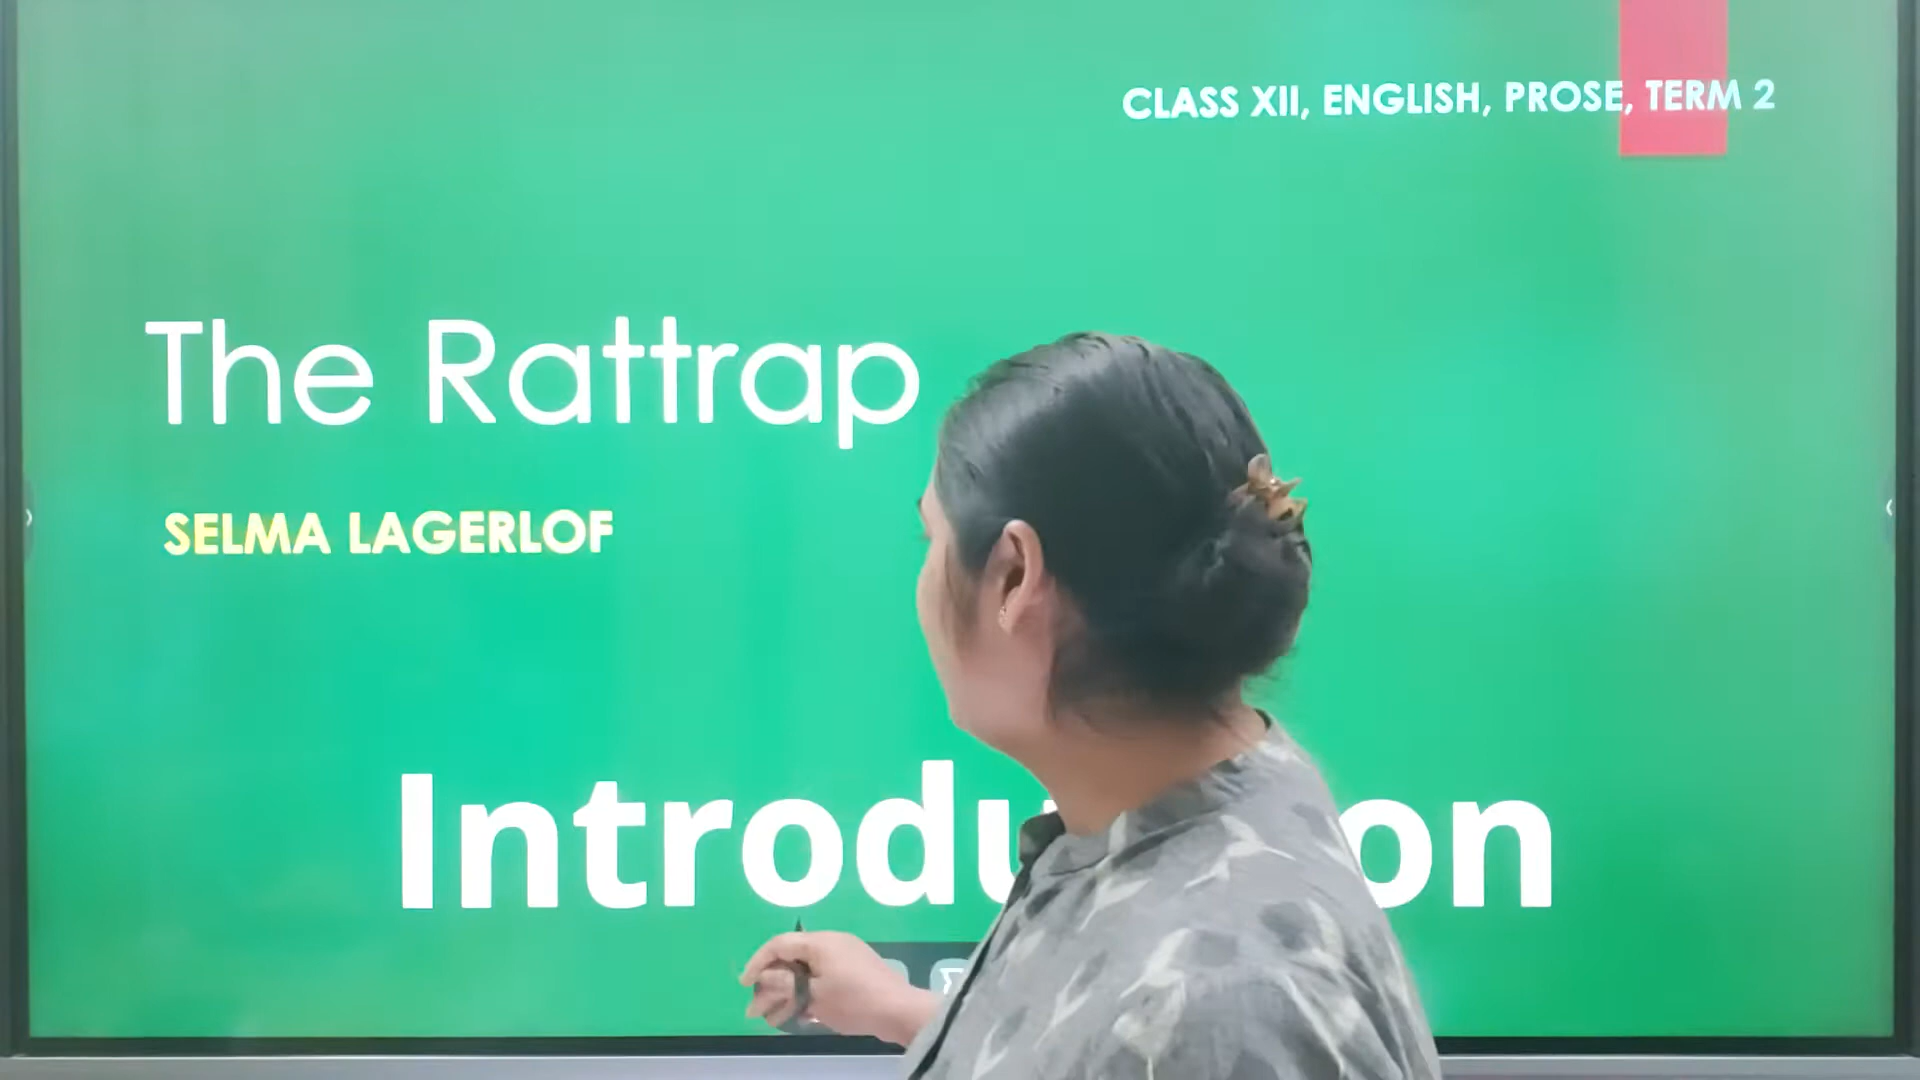 CLASS XII, ENGLISH, PROSE, TERM 2
The Rattrap
SELMA LAGERLOF